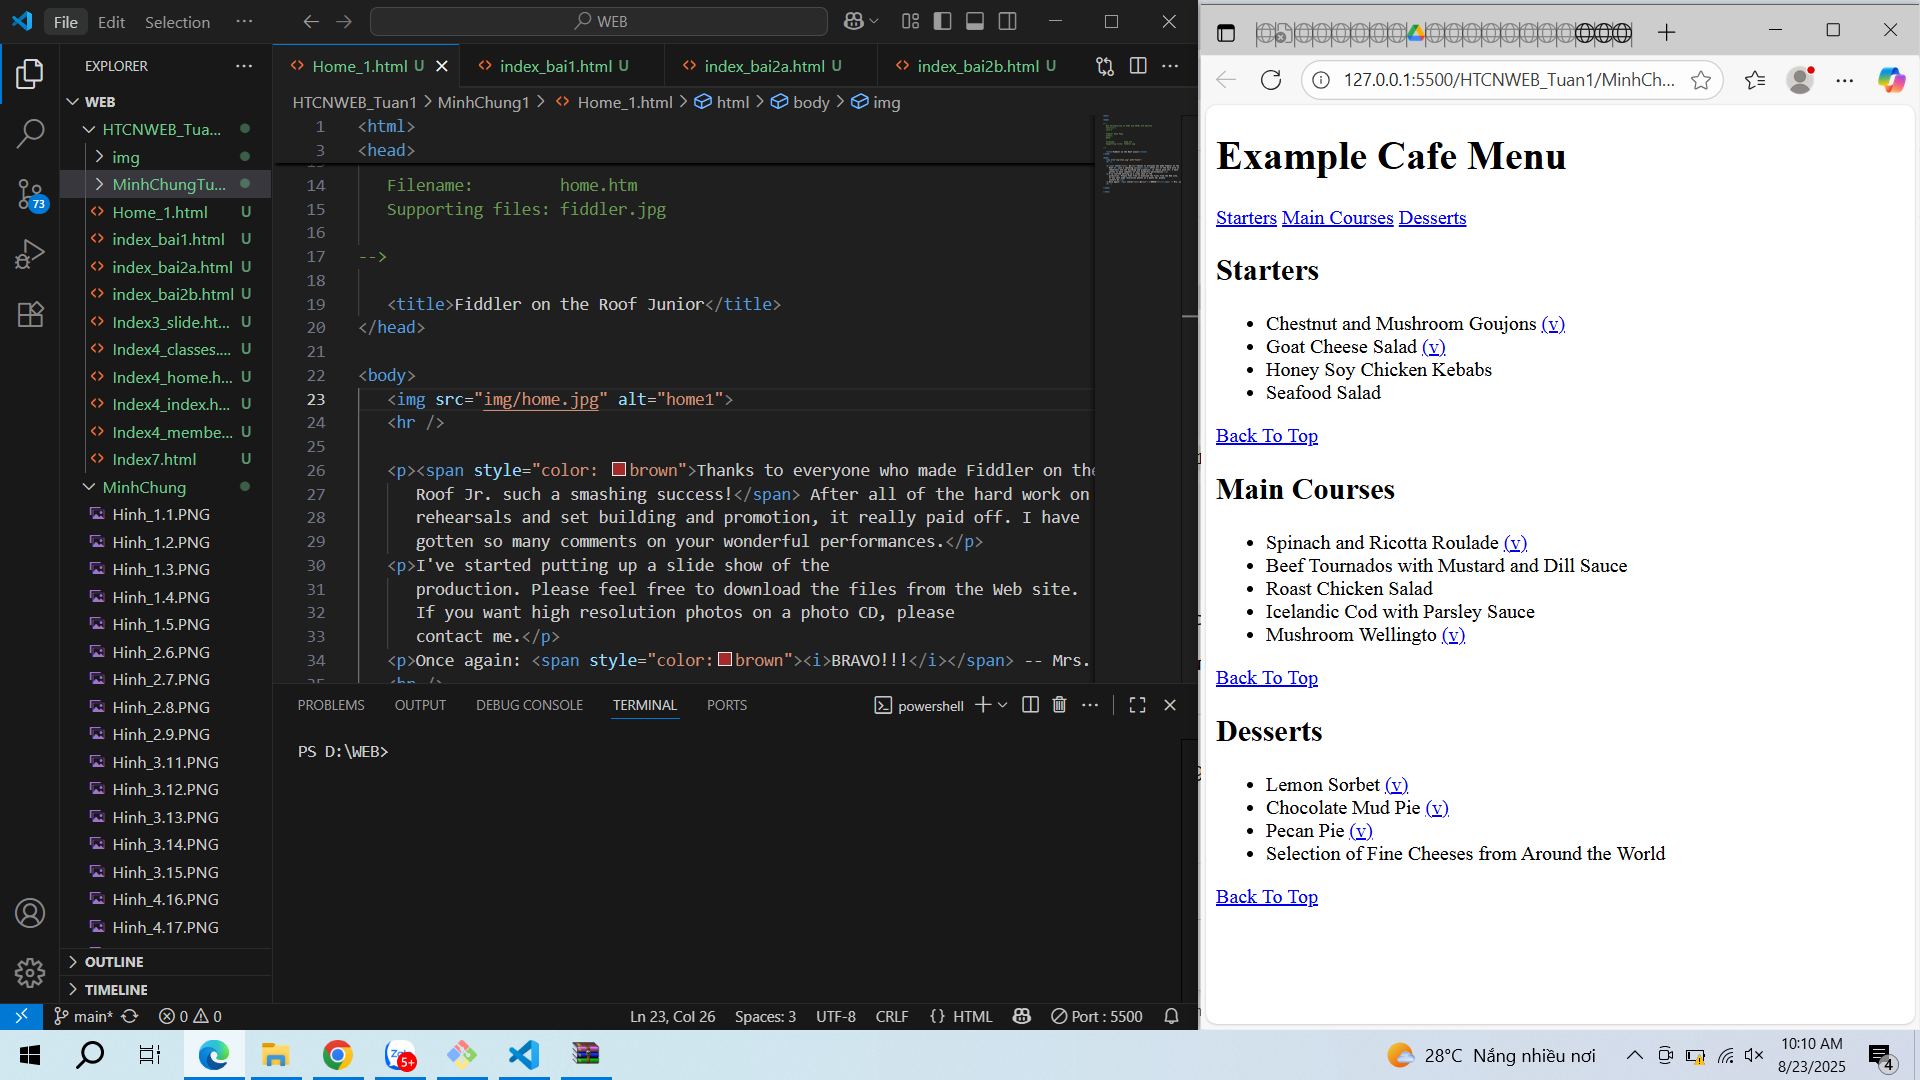 File Edit Selection ···
WEB
EXPLORER
WEB
HTCNWEB_Tua...
img
MinhChungTu...
Home_1.html U
index_bai1.html U
index_bai2a.html U
index_bai2b.html U
Index3_slide.ht... U
Index4_classes.... U
Index4_home.h... U
Index4_index.h... U
Index4_membe... U
Index7.html U
MinhChung
Hinh_1.1.PNG
Hinh_1.2.PNG
Hinh_1.3.PNG
Hinh_1.4.PNG
Hinh_1.5.PNG
Hinh_2.6.PNG
Hinh_2.7.PNG
Hinh_2.8.PNG
Hinh_2.9.PNG
Hinh_3.11.PNG
Hinh_3.12.PNG
Hinh_3.13.PNG
Hinh_3.14.PNG
Hinh_3.15.PNG
Hinh_4.16.PNG
Hinh_4.17.PNG
OUTLINE
TIMELINE
73
Home_1.html U index_bai1.html U index_bai2a.html U index_bai2b.html U
HTCNWEB_Tuan1 > MinhChung1 > Home_1.html > html > body > img
1 <html>
3 <head>
14 Filename: home.htm
15 Supporting files: fiddler.jpg
16
17 -->
18
19 <title>Fiddler on the Roof Junior</title>
20 </head>
21
22 <body>
23 <img src="img/home.jpg" alt="home1">
24 <hr />
25
26 <p><span style="color: brown">Thanks to everyone who made Fiddler on the
27 Roof Jr. such a smashing success!</span> After all of the hard work on
28 rehearsals and set building and promotion, it really paid off. I have
29 gotten so many comments on your wonderful performances.</p>
30 <p>I've started putting up a slide show of the
31 production. Please feel free to download the files from the Web site.
32 If you want high resolution photos on a photo CD, please
33 contact me.</p>
34 <p>Once again: <span style="color: brown"><i>BRAVO!!!</i></span> -- Mrs.
35 <hr />
PROBLEMS OUTPUT DEBUG CONSOLE TERMINAL PORTS
powershell
PS D:\WEB>
main* 0 0
Ln 23, Col 26 Spaces: 3 UTF-8 CRLF {} HTML Port : 5500
127.0.0.1:5500/HTCNWEB_Tuan1/MinhCh...
Example Cafe Menu
Starters Main Courses Desserts
Starters
• Chestnut and Mushroom Goujons (v)
• Goat Cheese Salad (v)
• Honey Soy Chicken Kebabs
• Seafood Salad
Back To Top
Main Courses
• Spinach and Ricotta Roulade (v)
• Beef Tournados with Mustard and Dill Sauce
• Roast Chicken Salad
• Icelandic Cod with Parsley Sauce
• Mushroom Wellingto (v)
Back To Top
Desserts
• Lemon Sorbet (v)
• Chocolate Mud Pie (v)
• Pecan Pie (v)
• Selection of Fine Cheeses from Around the World
Back To Top
5+
28°C Nắng nhiều nơi
10:10 AM
8/23/2025
4